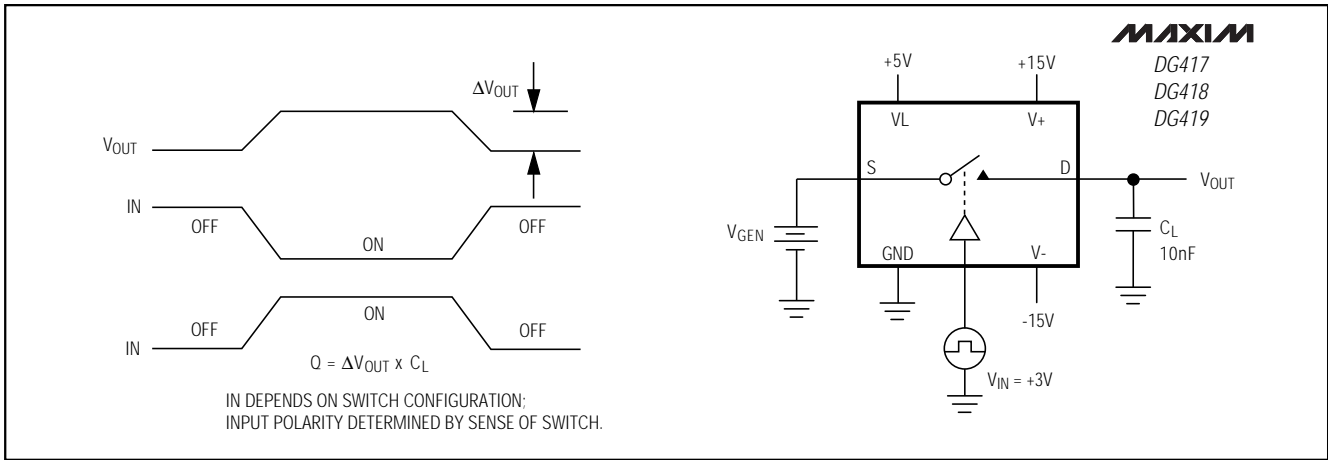 ΔVOUT
VOUT
IN
OFF
ON
OFF
IN
OFF
ON
OFF
Q = ΔVOUT x CL
IN DEPENDS ON SWITCH CONFIGURATION;
INPUT POLARITY DETERMINED BY SENSE OF SWITCH.
MAXIM
DG417
DG418
DG419
+5V
+15V
VL
V+
S
D
VOUT
VGEN
CL
10nF
GND
V-
-15V
VIN = +3V